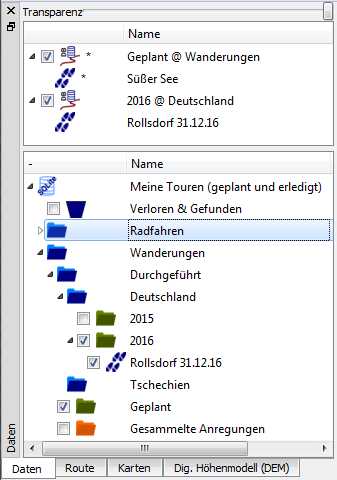 Transparenz
Name
* Geplant @ Wanderungen
* Süßer See
2016 @ Deutschland
Rollsdorf 31.12.16
- Name
SQLite Meine Touren (geplant und erledigt)
Verloren & Gefunden
Radfahren
Wanderungen
Durchgeführt
Deutschland
2015
2016
Rollsdorf 31.12.16
Tschechien
Geplant
Gesammelte Anregungen
Daten
Daten Route Karten Dig. Höhenmodell (DEM)